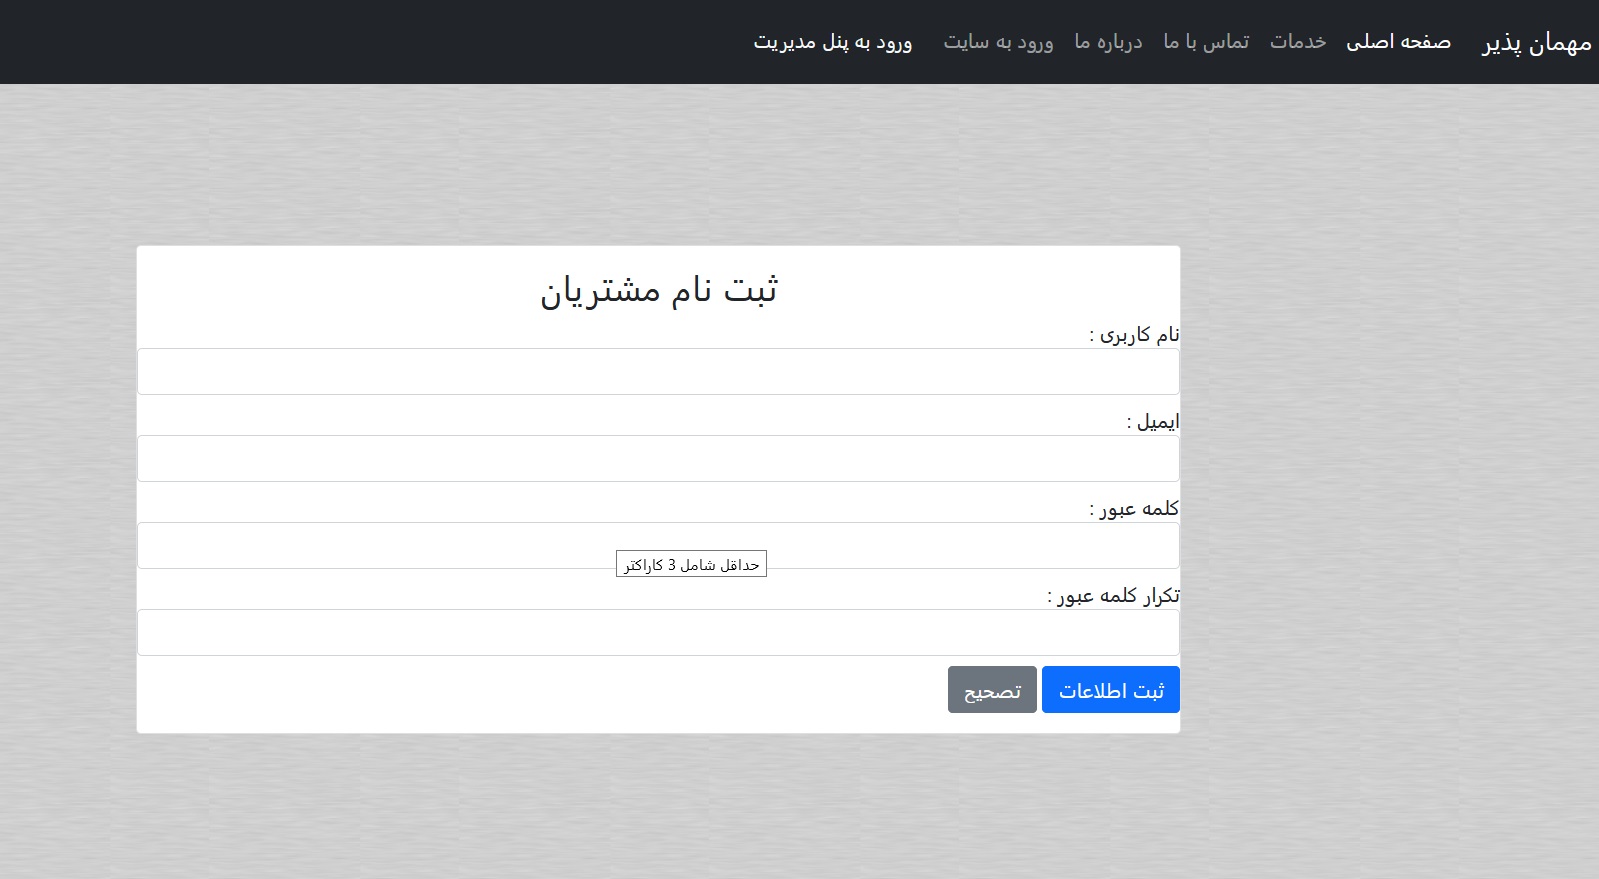 مهمان پذیر
صفحه اصلی
خدمات
تماس با ما
درباره ما
ورود به سایت
ورود به پنل مدیریت
ثبت نام مشتریان
نام کاربری :
ایمیل :
کلمه عبور :
حداقل شامل 3 کاراکتر
تکرار کلمه عبور :
ثبت اطلاعات
تصحیح